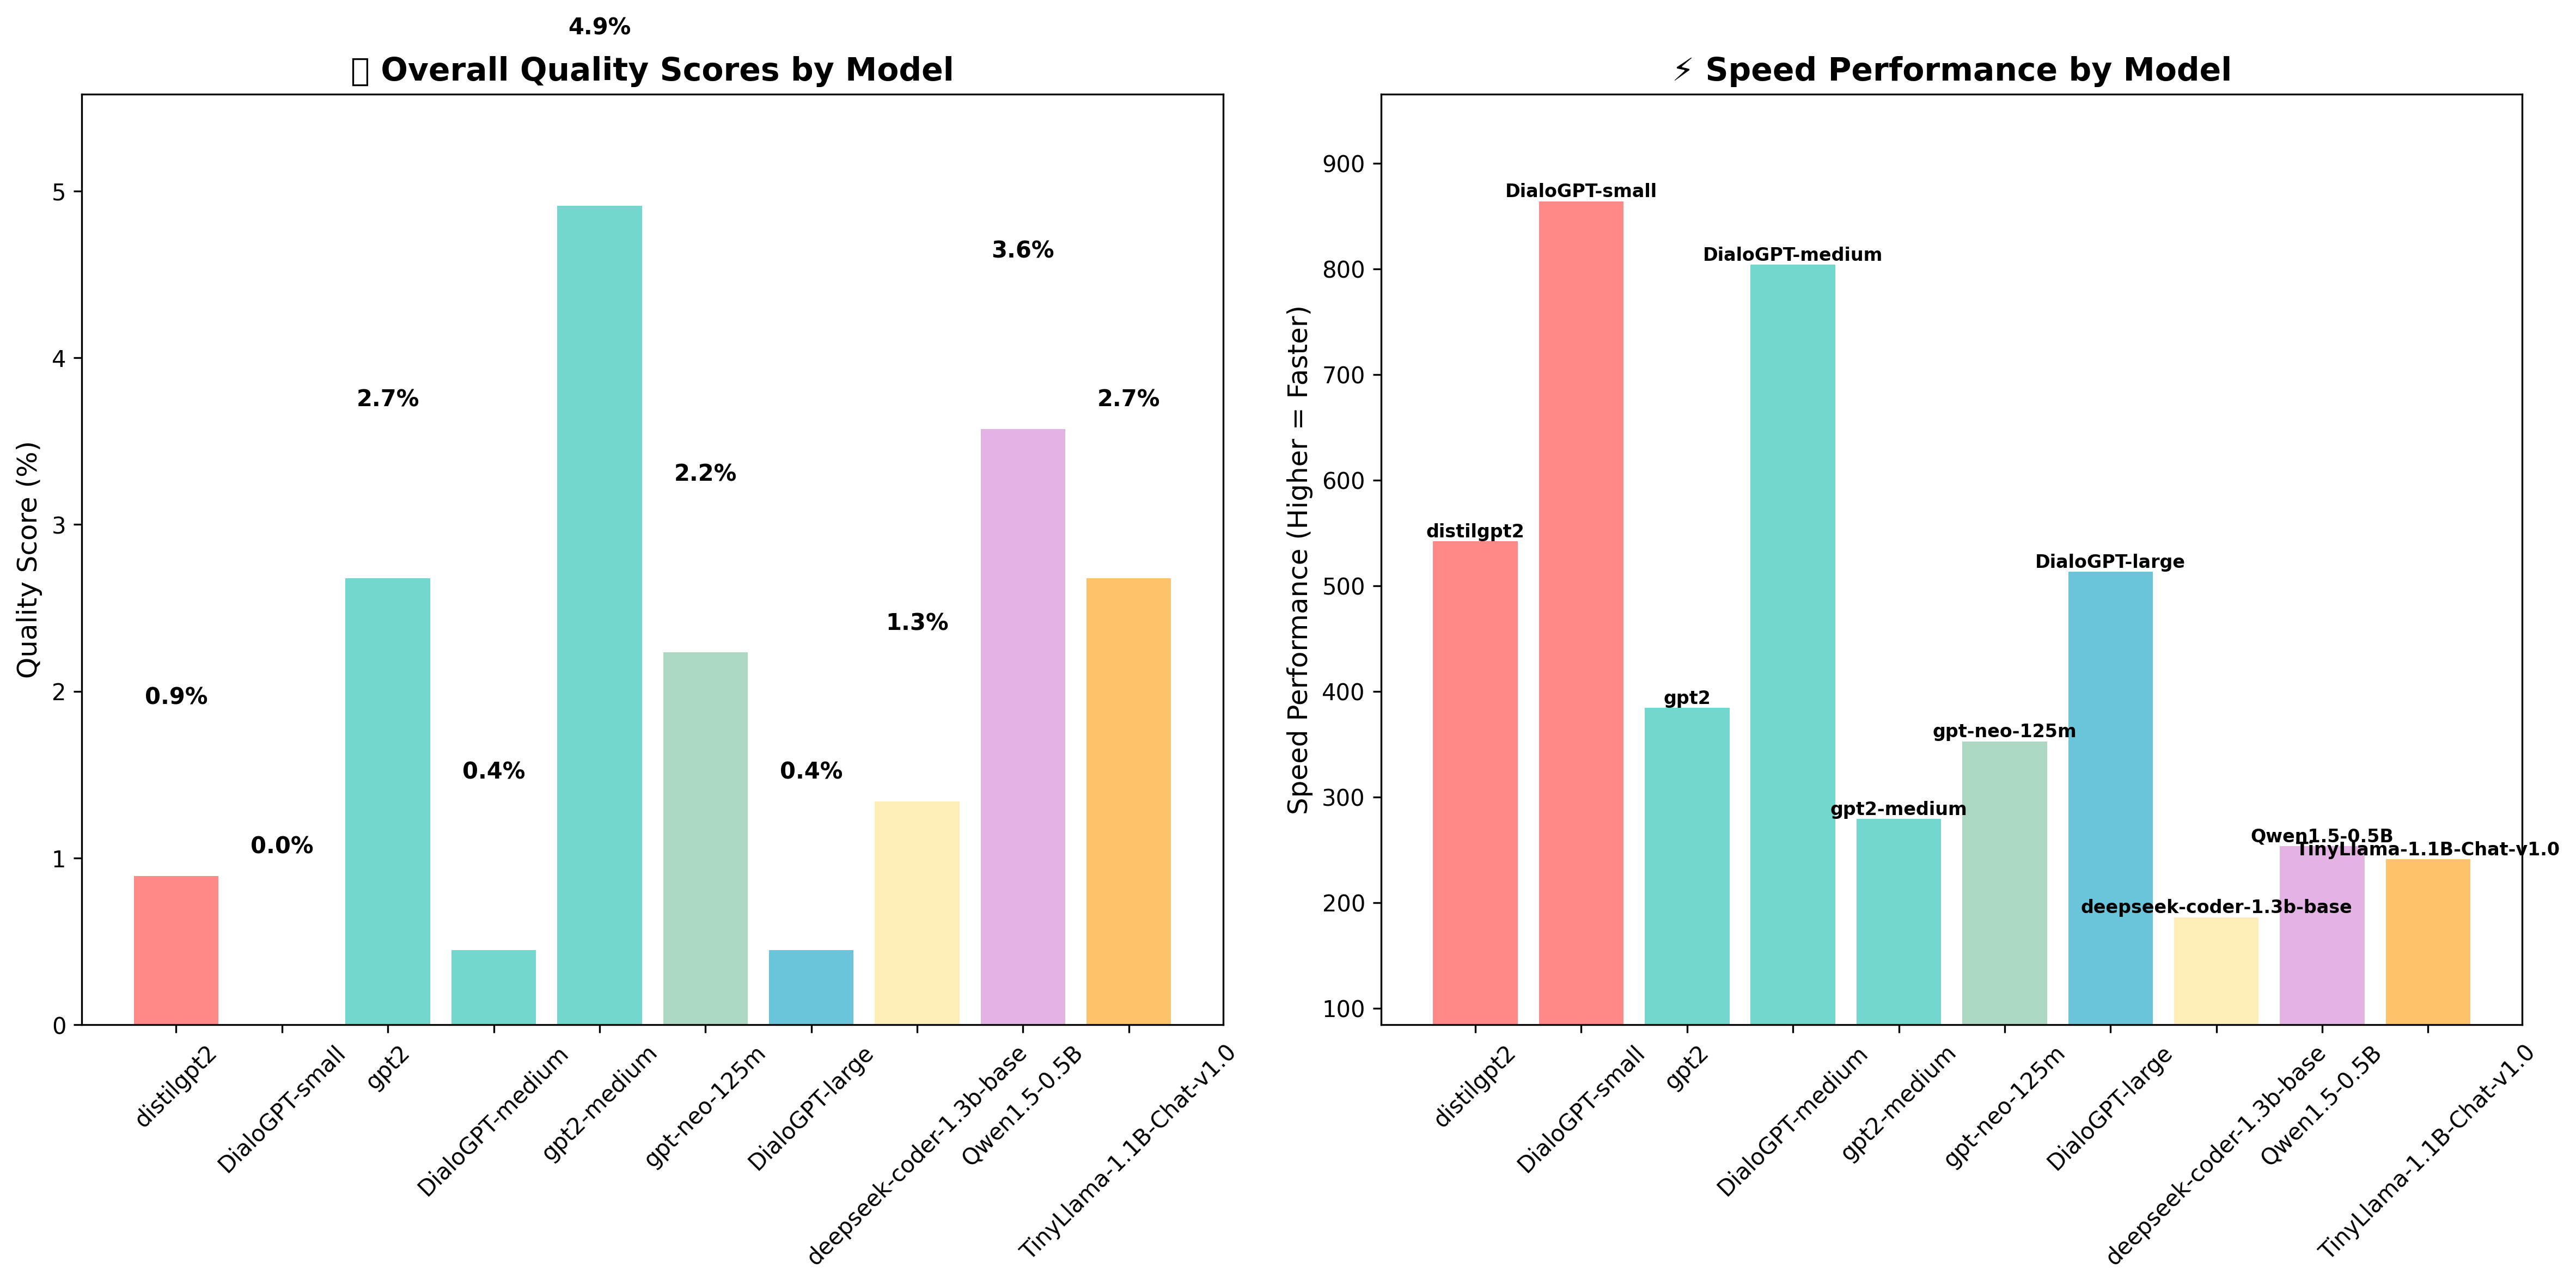 4.9%
Overall Quality Scores by Model
Quality Score (%)
5
4
3
2
1
0
0.9%
0.0%
2.7%
0.4%
2.2%
0.4%
1.3%
3.6%
2.7%
distilgpt2
DialoGPT-small
gpt2
DialoGPT-medium
gpt2-medium
gpt-neo-125m
DialoGPT-large
deepseek-coder-1.3b-base
Qwen1.5-0.5B
TinyLlama-1.1B-Chat-v1.0
⚡ Speed Performance by Model
Speed Performance (Higher = Faster)
900
800
700
600
500
400
300
200
100
distilgpt2
DialoGPT-small
gpt2
DialoGPT-medium
gpt2-medium
gpt-neo-125m
DialoGPT-large
deepseek-coder-1.3b-base
Qwen1.5-0.5B
TinyLlama-1.1B-Chat-v1.0
distilgpt2
DialoGPT-small
gpt2
DialoGPT-medium
gpt2-medium
gpt-neo-125m
DialoGPT-large
deepseek-coder-1.3b-base
Qwen1.5-0.5B
TinyLlama-1.1B-Chat-v1.0